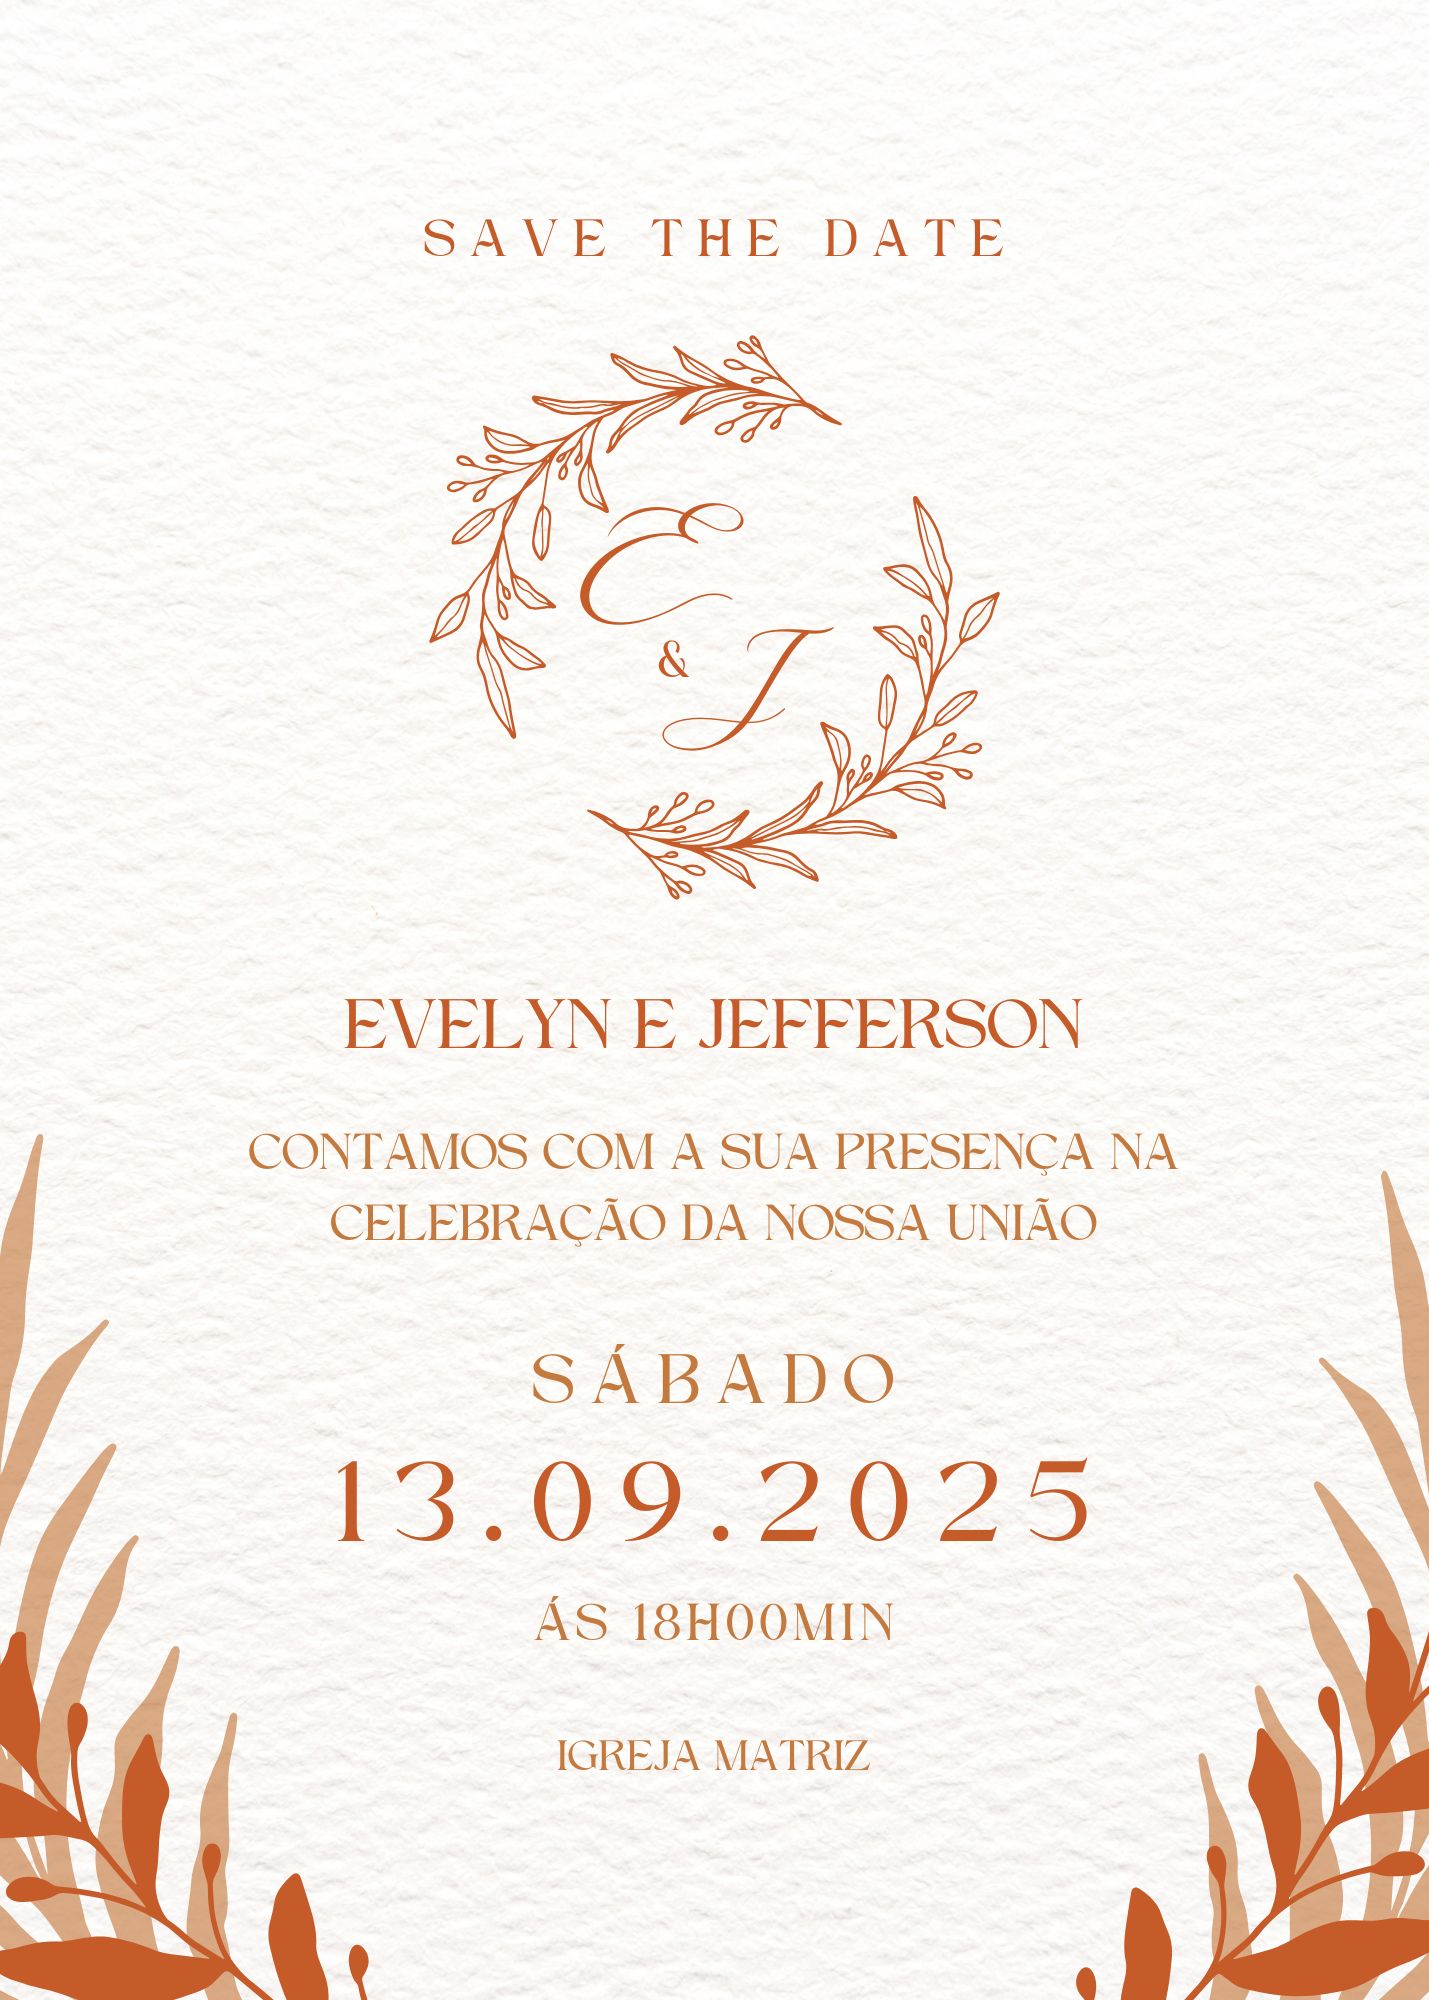 SAVE THE DATE
E
& J
EVELYN E JEFFERSON
CONTAMOS COM A SUA PRESENÇA NA
CELEBRAÇÃO DA NOSSA UNIÃO
SÁBADO
13.09.2025
ÁS 18H00MIN
IGREJA MATRIZ